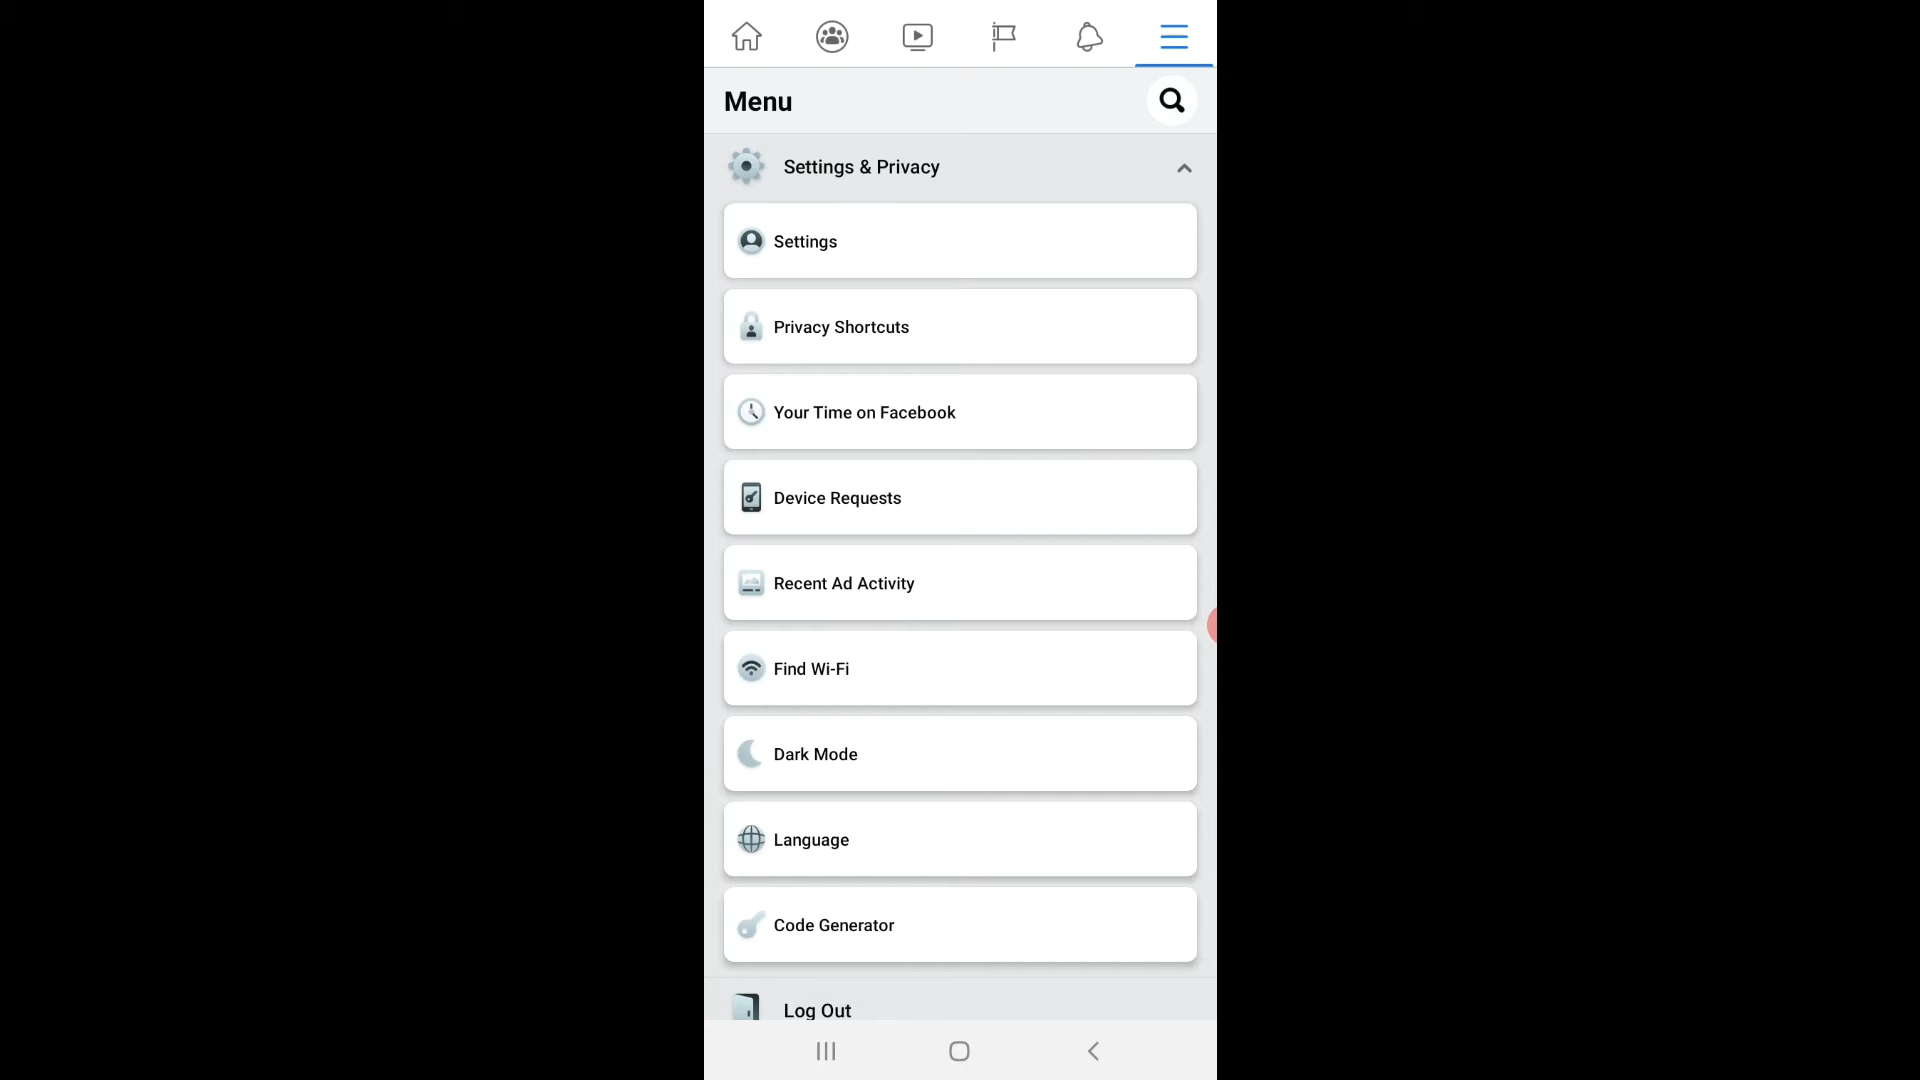 Menu
Settings & Privacy
Settings
Privacy Shortcuts
Your Time on Facebook
Device Requests
Recent Ad Activity
Find Wi-Fi
Dark Mode
Language
Code Generator
Log Out